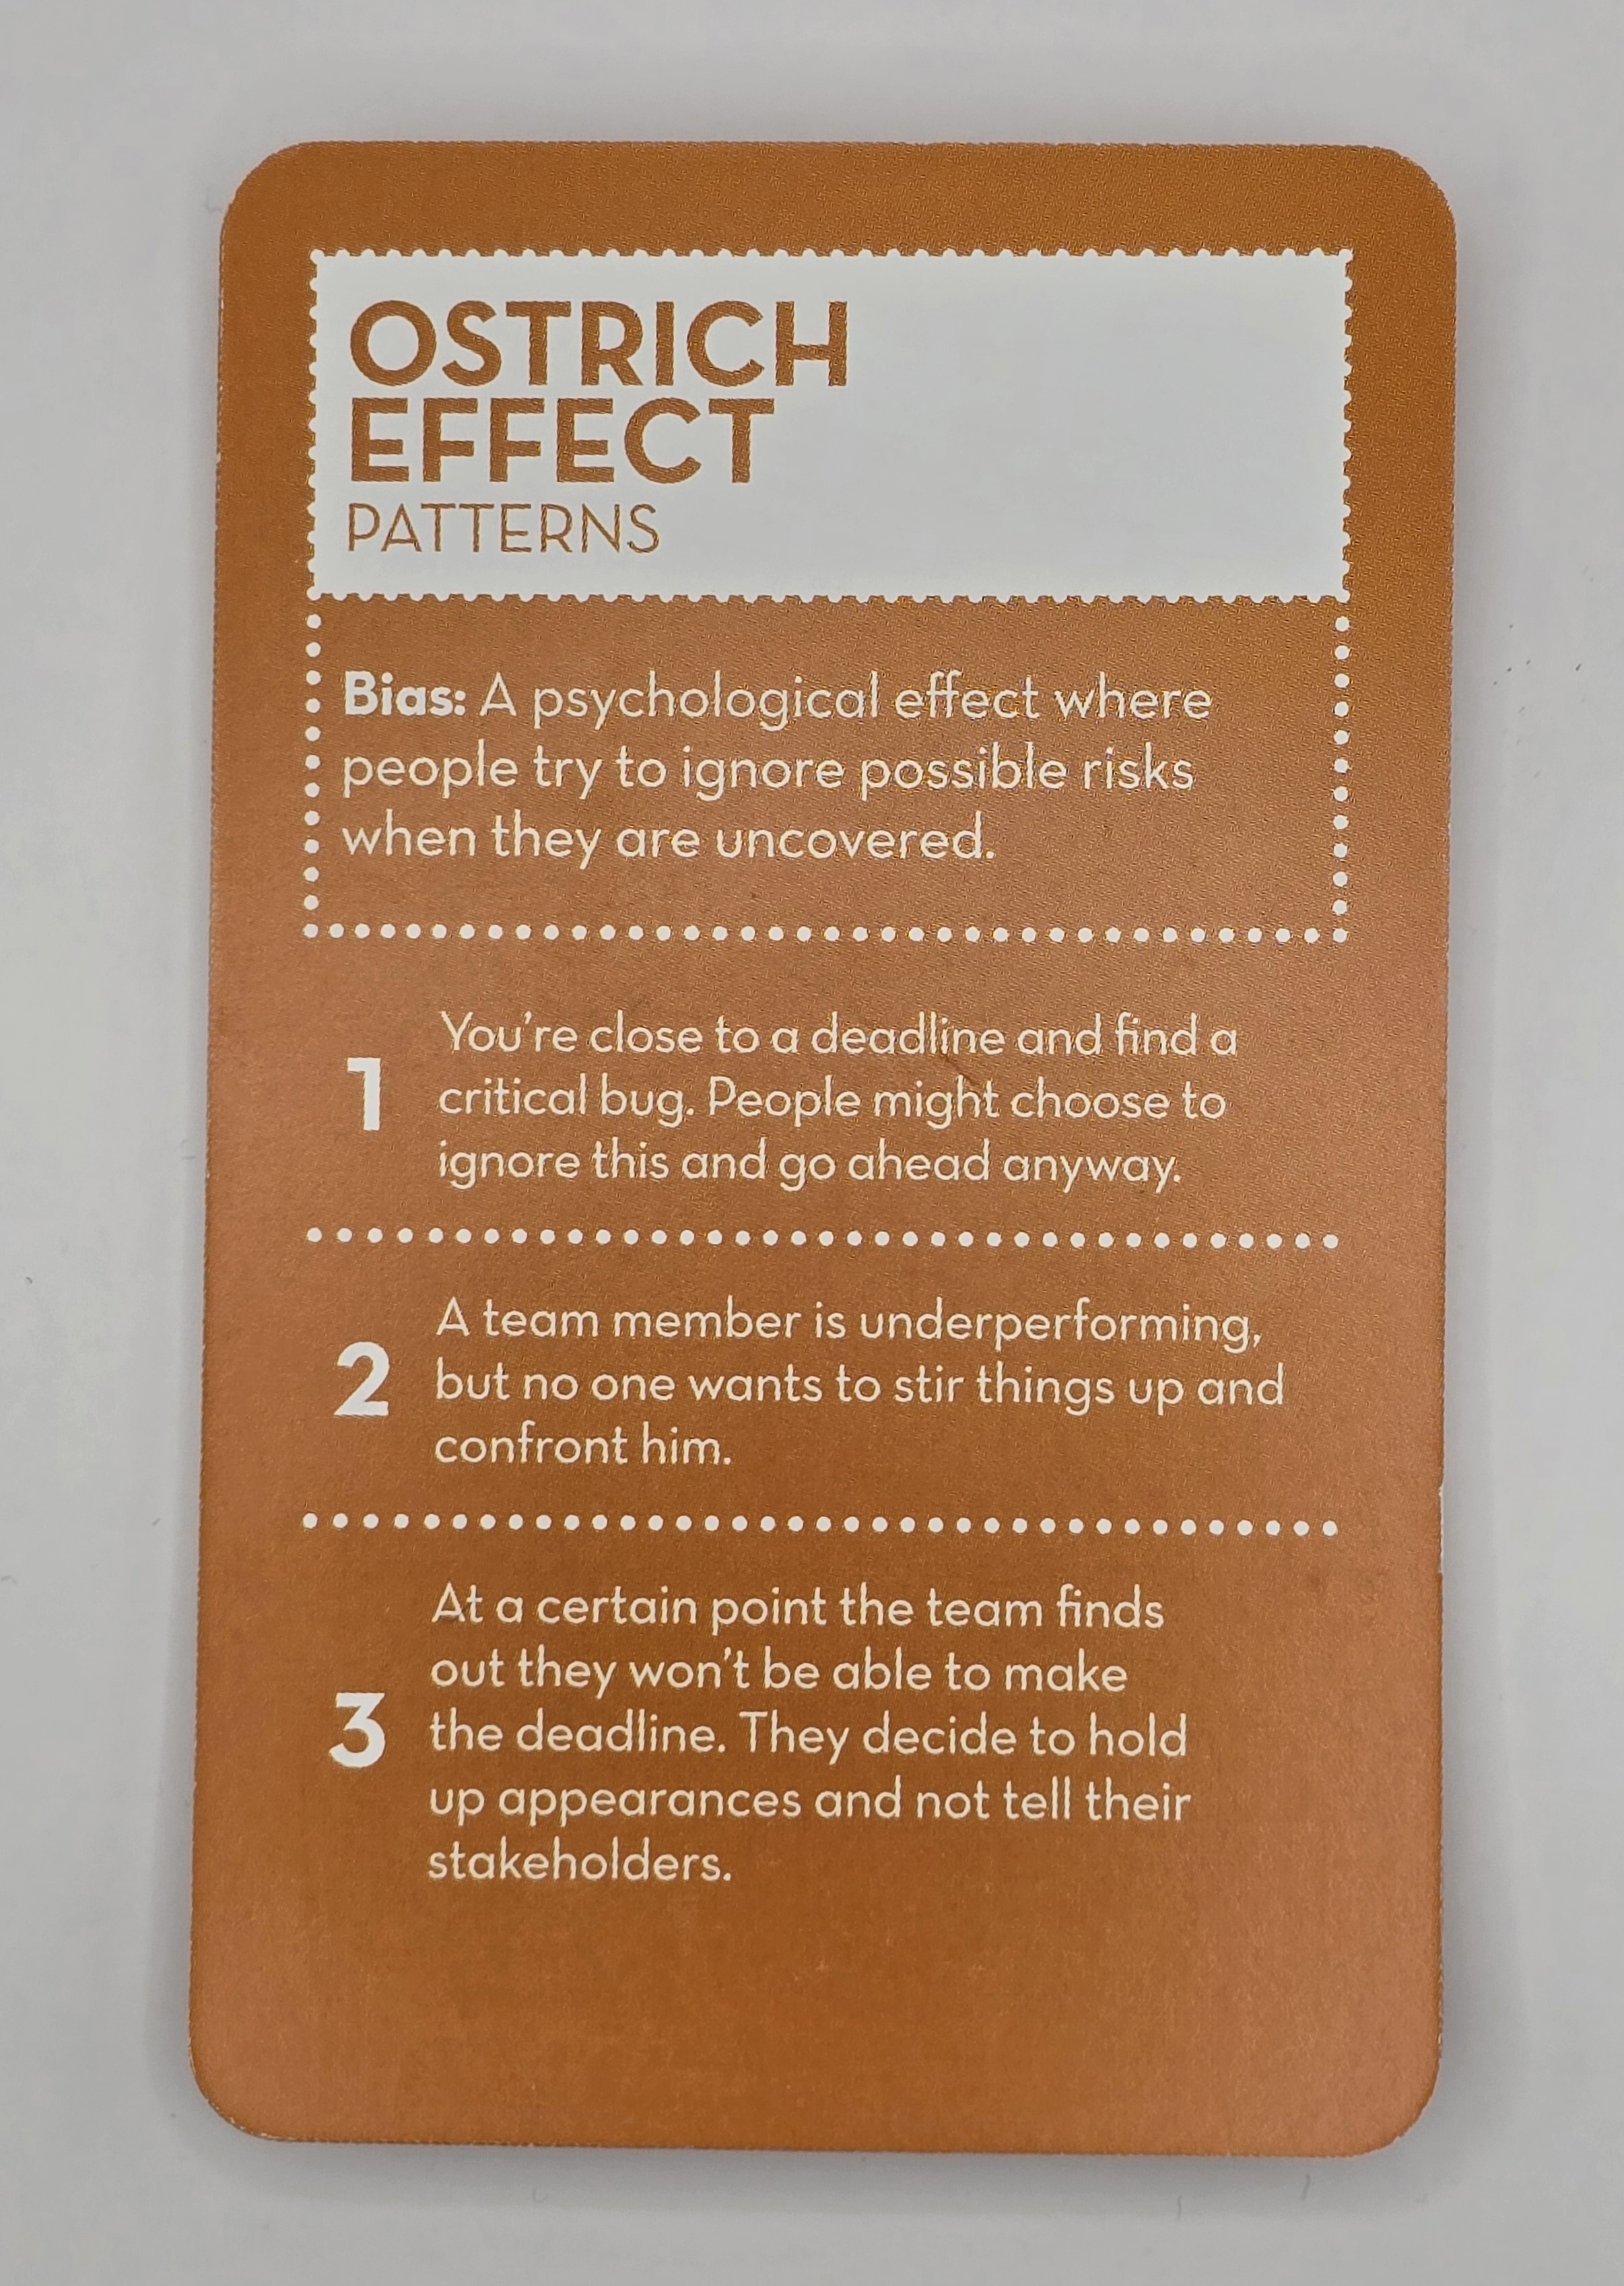 OSTRICH
EFFECT
PATTERNS
Bias: A psychological effect where
people try to ignore possible risks
when they are uncovered.
1
You're close to a deadline and find a
critical bug. People might choose to
ignore this and go ahead anyway.
2
A team member is underperforming,
but no one wants to stir things up and
confront him.
3
At a certain point the team finds
out they won't be able to make
the deadline. They decide to hold
up appearances and not tell their
stakeholders.